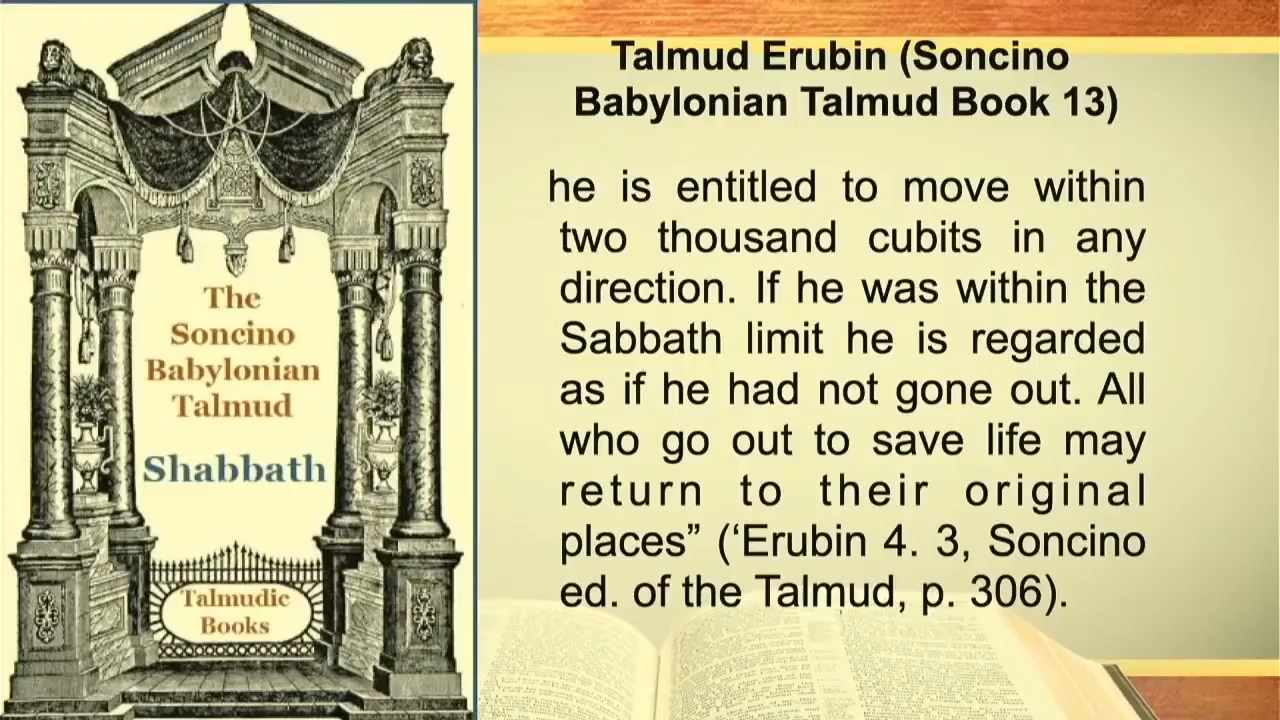 The
Soncino
Babylonian
Talmud
Shabbath
Talmudic
Books
Talmud Erubin (Soncino
Babylonian Talmud Book 13)
he is entitled to move within
two thousand cubits in any
direction. If he was within the
Sabbath limit he is regarded
as if he had not gone out. All
who go out to save life may
return to their original
places” (‘Erubin 4. 3, Soncino
ed. of the Talmud, p. 306).